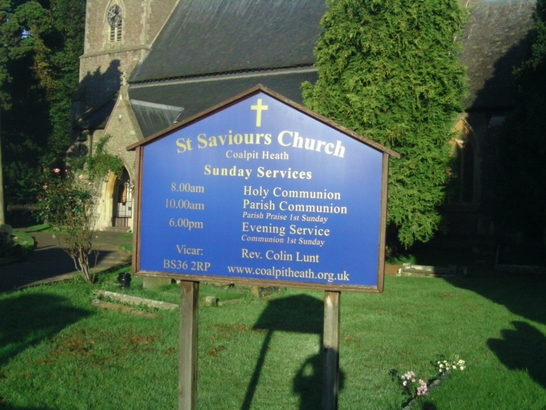 St Saviours Church
Coalpit Heath
Sunday Services
8.00am Holy Communion
10.00am Parish Communion
Parish Praise 1st Sunday
6.00pm Evening Service
Communion 1st Sunday
Vicar: Rev. Colin Lunt
BS36 2RP www.coalpitheath.org.uk